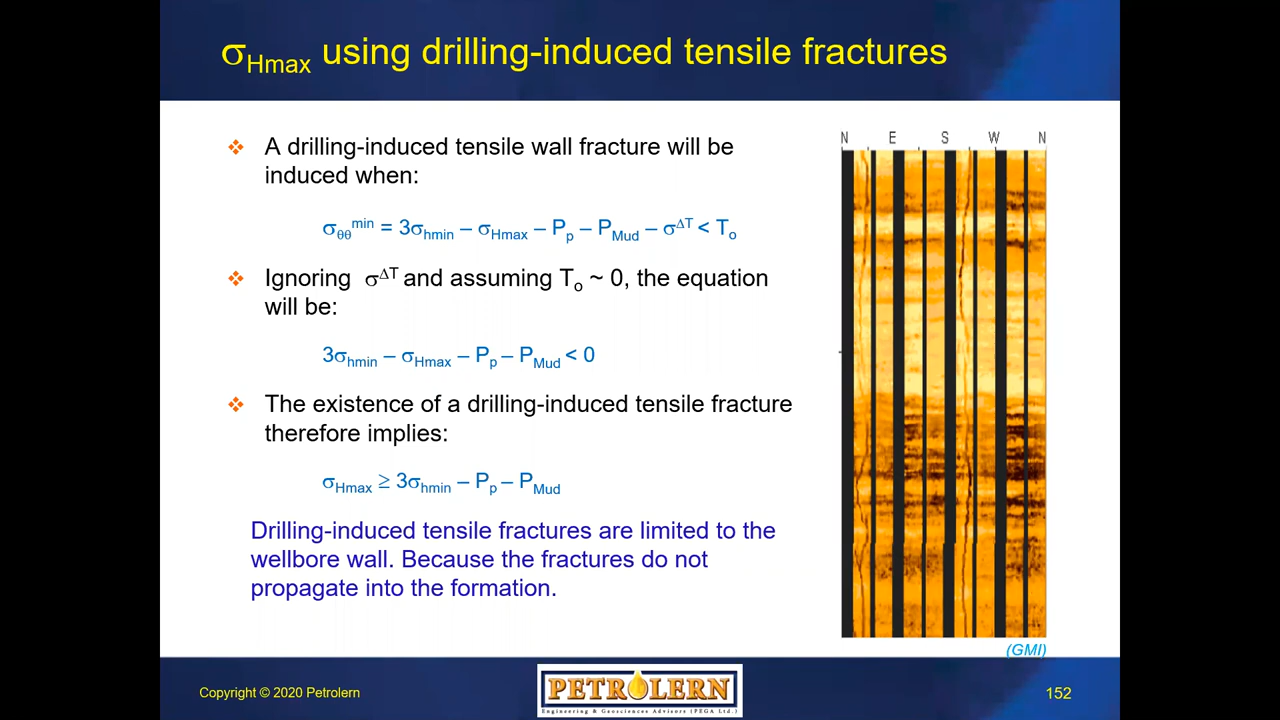 σHmax using drilling-induced tensile fractures
❖ A drilling-induced tensile wall fracture will be
induced when:
σθθmin = 3σhmin – σHmax – Pp – PMud – σΔT < To
❖ Ignoring σΔT and assuming To ~ 0, the equation
will be:
3σhmin – σHmax – Pp – PMud < 0
❖ The existence of a drilling-induced tensile fracture
therefore implies:
σHmax ≥ 3σhmin – Pp – PMud
Drilling-induced tensile fractures are limited to the
wellbore wall. Because the fractures do not
propagate into the formation.
N E S W N
(GMI)
Copyright © 2020 Petrolern
PETROLERN
Engineering & Geosciences Advisors (PEGA Ltd.)
152